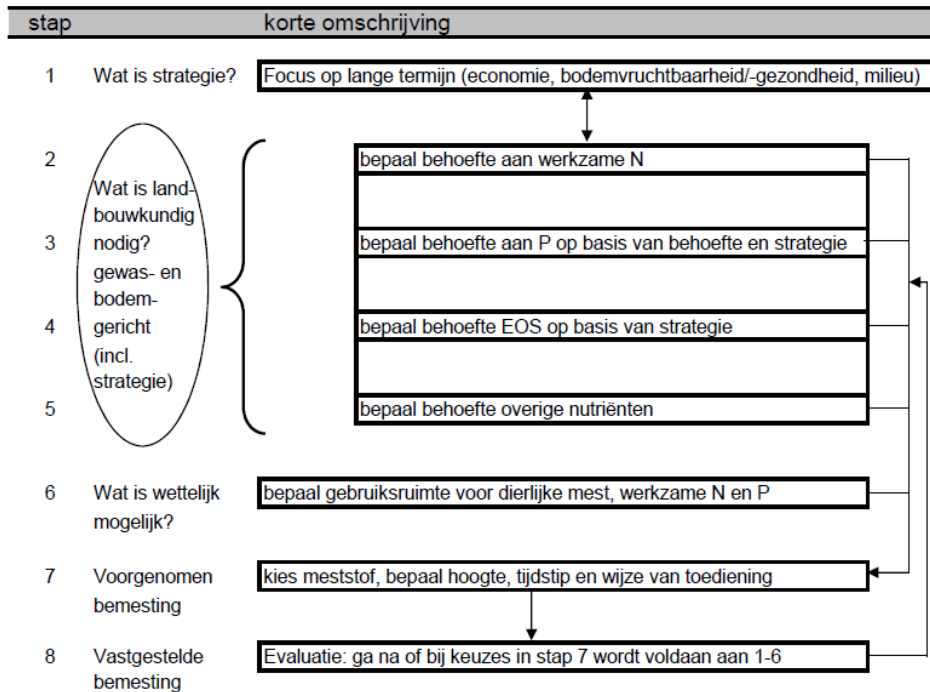 stap korte omschrijving
1 Wat is strategie? Focus op lange termijn (economie, bodemvruchtbaarheid/-gezondheid, milieu)
2 bepaal behoefte aan werkzame N
Wat is land-
bouwkundig
nodig?
3 bepaal behoefte aan P op basis van behoefte en strategie
gewas- en
bodem-
gericht
4 bepaal behoefte EOS op basis van strategie
(incl.
strategie)
5 bepaal behoefte overige nutriënten
6 Wat is wettelijk bepaal gebruiksruimte voor dierlijke mest, werkzame N en P
mogelijk?
7 Voorgenomen kies meststof, bepaal hoogte, tijdstip en wijze van toediening
bemesting
8 Vastgestelde Evaluatie: ga na of bij keuzes in stap 7 wordt voldaan aan 1-6
bemesting